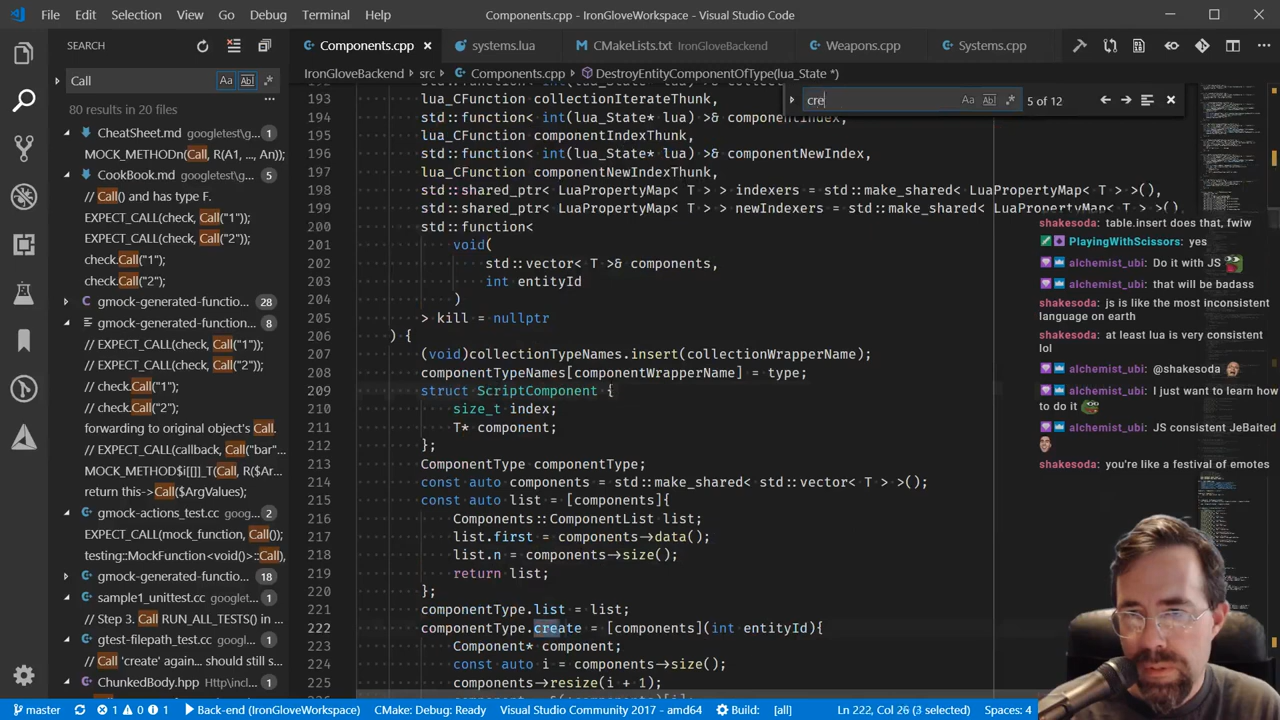 File Edit Selection View Go Debug Terminal Help
Components.cpp - IronGloveWorkspace - Visual Studio Code
SEARCH
Components.cpp × systems.lua CMakeLists.txt IronGloveBackend Weapons.cpp Systems.cpp
IronGloveBackend > src > Components.cpp > DestroyEntityComponentOfType(lua_State *)
Call
80 results in 20 files
CheatSheet.md googletest/g... 1
MOCK_METHODn(Call, R(A1, ..., An));
CookBook.md googletest/goo... 5
// Call() and has type F.
EXPECT_CALL(check, Call("1"));
EXPECT_CALL(check, Call("2"));
check.Call("1");
check.Call("2");
gmock-generated-functio... 28
gmock-generated-function... 8
// EXPECT_CALL(check, Call("1"));
// EXPECT_CALL(check, Call("2"));
// check.Call("1");
// check.Call("2");
forwarding to original object's Call.
// EXPECT_CALL(callback, Call("bar"...
MOCK_METHOD$i[[]]_T(Call, R($Ar...
return this->Call($ArgValues);
gmock-actions_test.cc goog... 2
EXPECT_CALL(mock_function, Call());
testing::MockFunction<void()>::Call),
gmock-generated-functio... 18
sample1_unittest.cc googlete... 1
// Step 3. Call RUN_ALL_TESTS() in ...
gtest-filepath_test.cc googl... 1
// Call 'create' again... should still s...
ChunkedBody.hpp Http\inclu... 1
cre
5 of 12
193 lua_CFunction collectionIterateThunk,
194 std::function< int(lua_State* lua) >& componentIndex,
195 lua_CFunction componentIndexThunk,
196 std::function< int(lua_State* lua) >& componentNewIndex,
197 lua_CFunction componentNewIndexThunk,
198 std::shared_ptr< LuaPropertyMap< T > > indexers = std::make_shared< LuaPropertyMap< T > >(),
199 std::shared_ptr< LuaPropertyMap< T > > newIndexers = std::make_shared< LuaPropertyMap< T > >(),
200 std::function<
201 void(
202 std::vector< T >& components,
203 int entityId
204 )
205 > kill = nullptr
206 ) {
207 (void)collectionTypeNames.insert(collectionWrapperName);
208 componentTypeNames[componentWrapperName] = type;
209 struct ScriptComponent {
210 size_t index;
211 T* component;
212 };
213 ComponentType componentType;
214 const auto components = std::make_shared< std::vector< T > >();
215 const auto list = [components]{
216 Components::ComponentList list;
217 list.first = components->data();
218 list.n = components->size();
219 return list;
220 };
221 componentType.list = list;
222 componentType.create = [components](int entityId){
223 Component* component;
224 const auto i = components->size();
225 components->resize(i + 1);
shakesoda: table.insert does that, fwiw
PlayingWithScissors: yes
alchemist_ubi: Do it with JS
alchemist_ubi: that will be badass
shakesoda: js is like the most inconsistent
language on earth
shakesoda: at least lua is very consistent
lol
alchemist_ubi: @shakesoda
alchemist_ubi: I just want to learn how
to do it
alchemist_ubi: JS consistent JeBaited
shakesoda: you're like a festival of emotes
master 1 0 1 Back-end (IronGloveWorkspace) CMake: Debug: Ready Visual Studio Community 2017 - amd64 Build: [all] Ln 222, Col 26 (3 selected) Spaces: 4